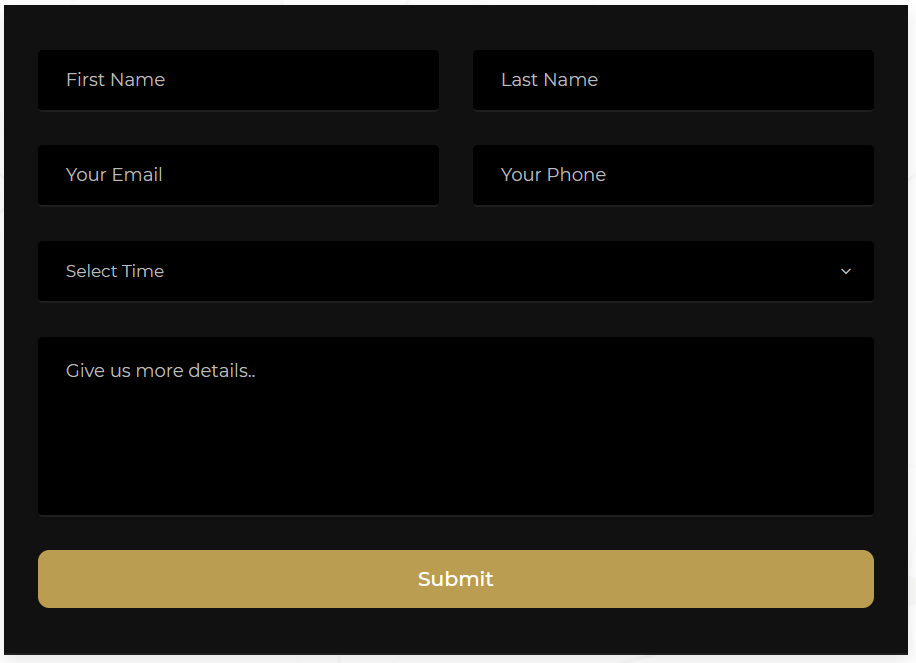 First Name
Last Name
Your Email
Your Phone
Select Time
Give us more details..
Submit